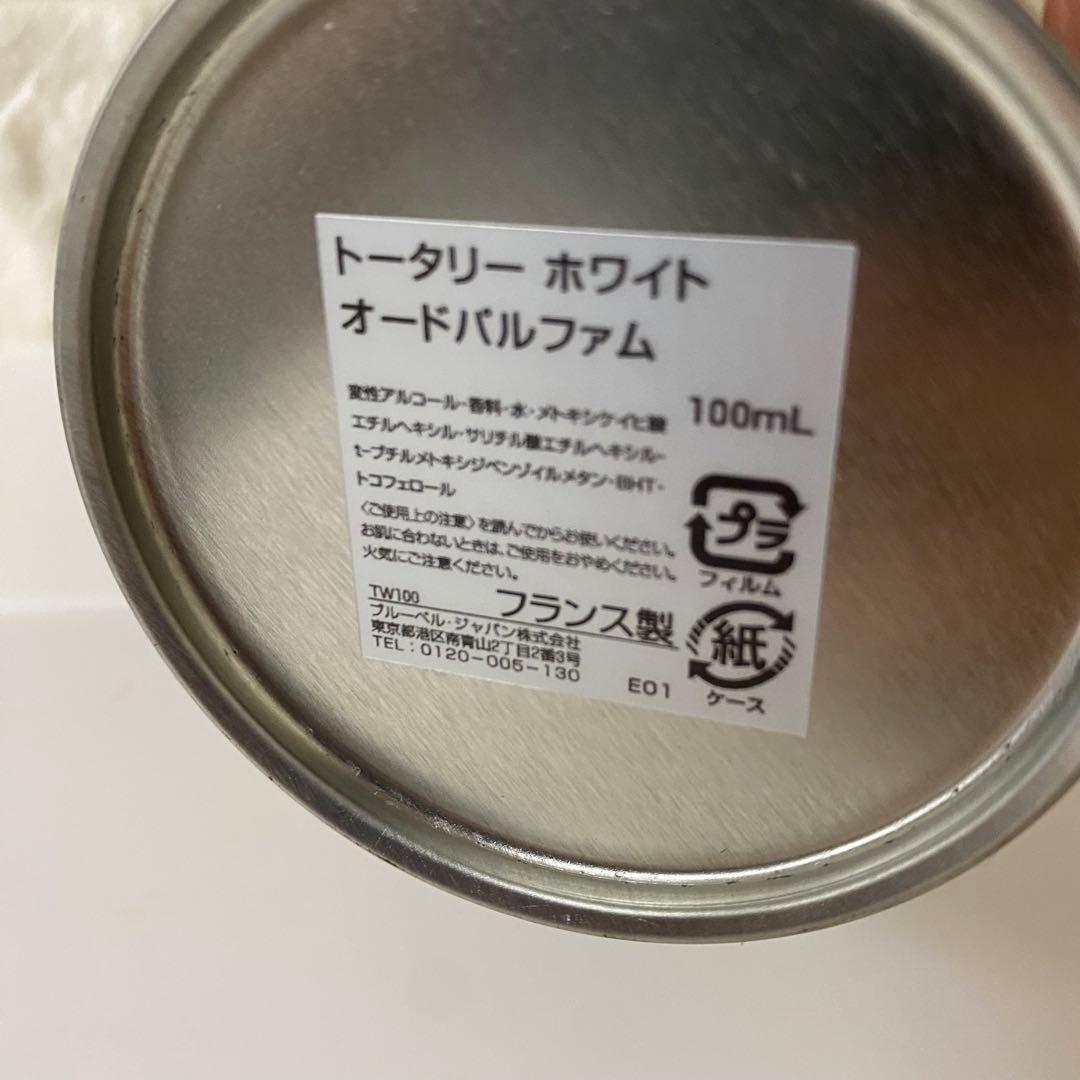 トータリー ホワイト
オードパルファム
100mL
変性アルコール・香料・水・メトキシケイヒ酸
エチルヘキシル・サリチル酸エチルヘキシル・
t-ブチルメトキシジベンゾイルメタン・BHT・
トコフェロール
〈ご使用上の注意〉を読んでからお使いください。
お肌に合わないときは、ご使用をおやめください。
火気にご注意ください。
プラ
フィルム
TW100 フランス製
ブルーベル・ジャパン株式会社
東京都港区南青山2丁目2番3号
TEL：0120-005-130 E01
紙
ケース